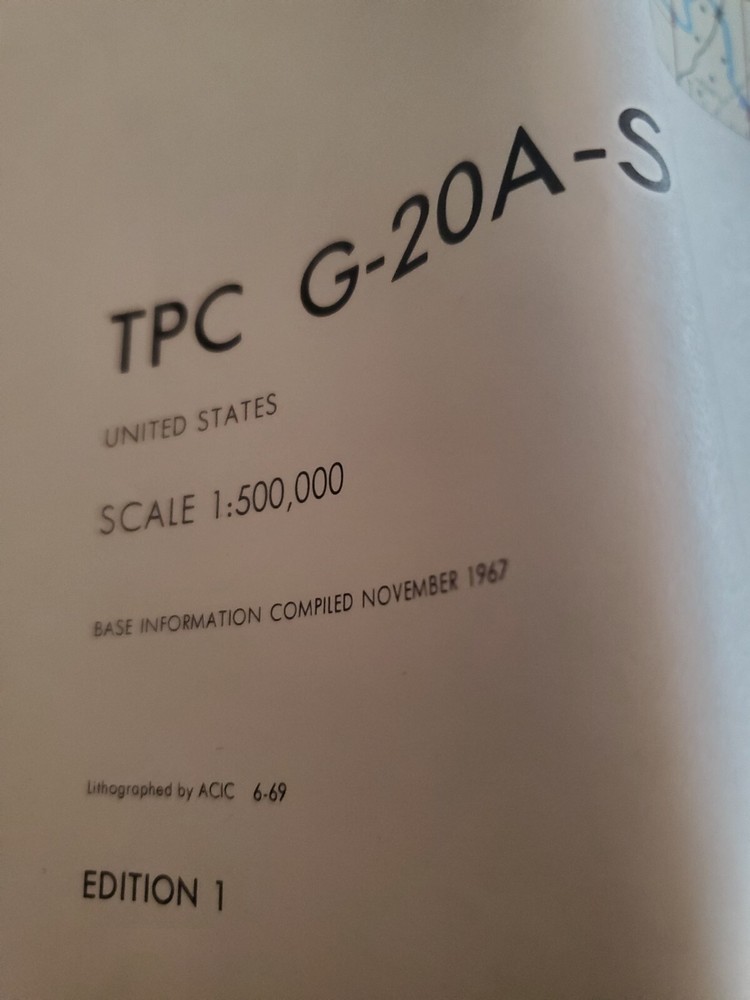 TPC G-20A-S
UNITED STATES
SCALE 1:500,000
BASE INFORMATION COMPILED NOVEMBER 1967
Lithographed by ACIC 6-69
EDITION 1